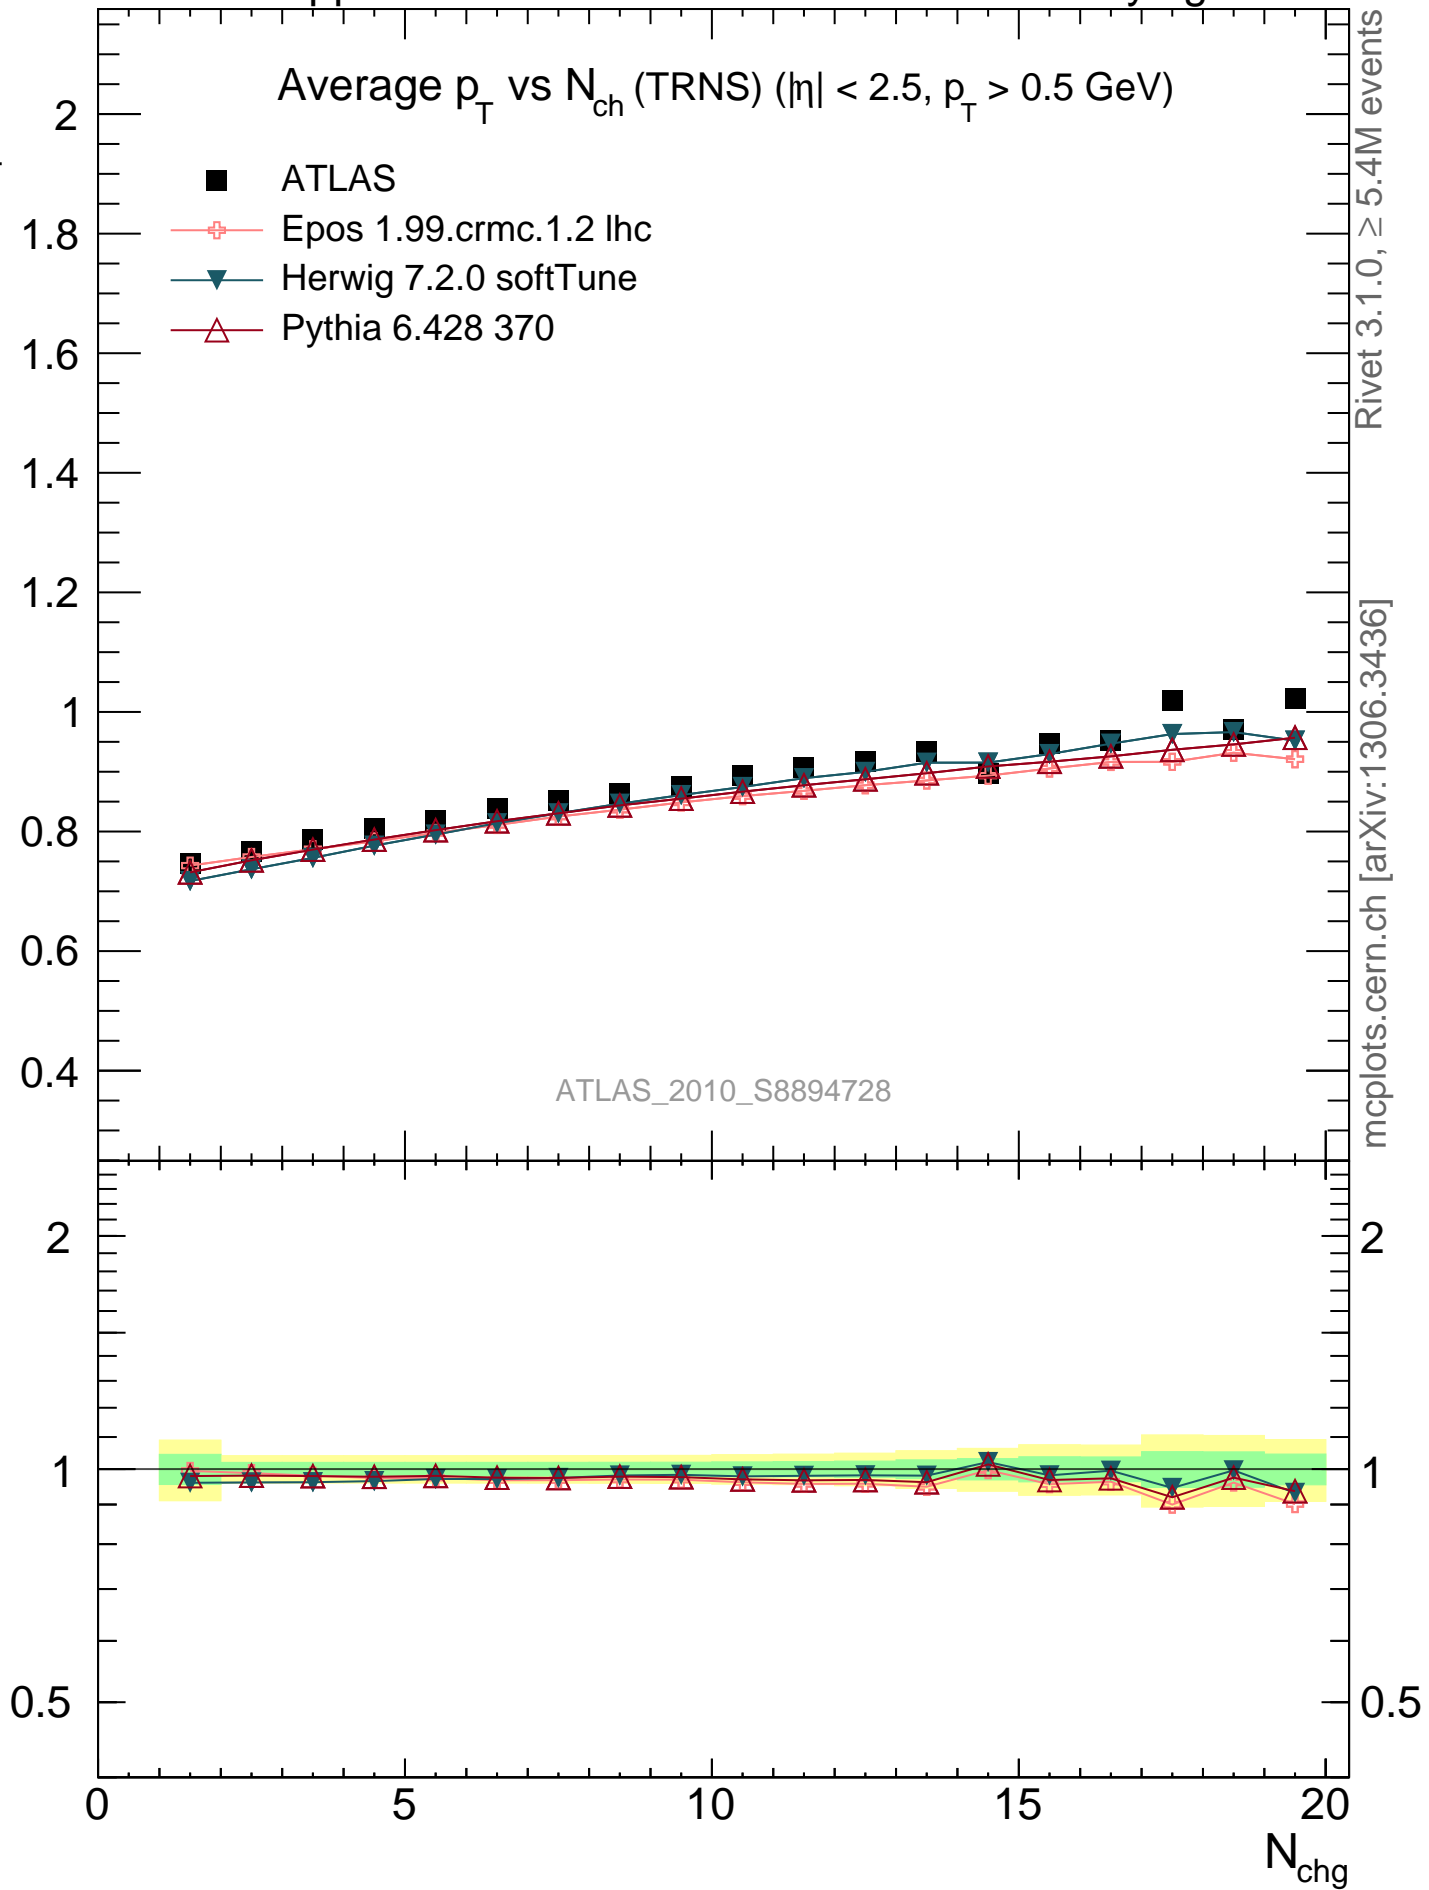 Average p_T vs N_ch (TRNS) (|η| < 2.5, p_T > 0.5 GeV)
ATLAS
Epos 1.99.crmc.1.2 lhc
Herwig 7.2.0 softTune
Pythia 6.428 370
2
1.8
1.6
1.4
1.2
1
0.8
0.6
0.4
ATLAS_2010_S8894728
Rivet 3.1.0, ≥ 5.4M events
mcplots.cern.ch [arXiv:1306.3436]
2
1
0.5
2
1
0.5
0
5
10
15
20
N_chg